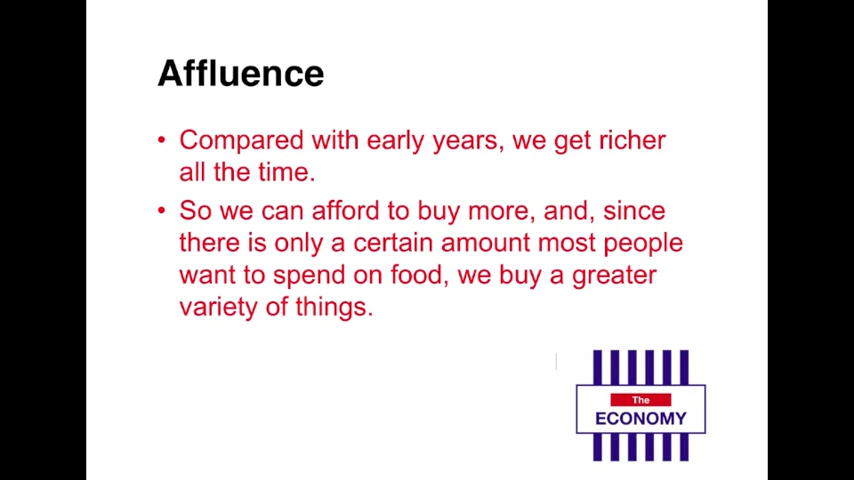 Affluence
• Compared with early years, we get richer
all the time.
• So we can afford to buy more, and, since
there is only a certain amount most people
want to spend on food, we buy a greater
variety of things.
The
ECONOMY